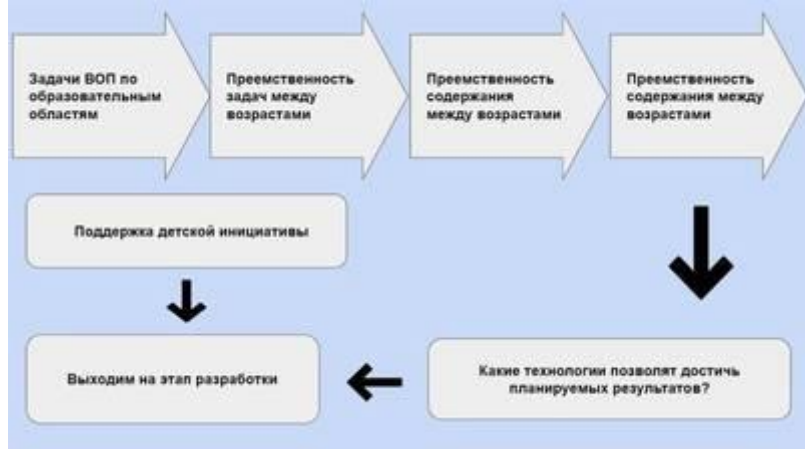 Задачи ВОП по
образовательным
областям
Преемственность
задач между
возрастами
Преемственность
содержания
между возрастами
Преемственность
содержания между
возрастами
Поддержка детской инициативы
Выходим на этап разработки
Какие технологии позволят достичь
планируемых результатов?